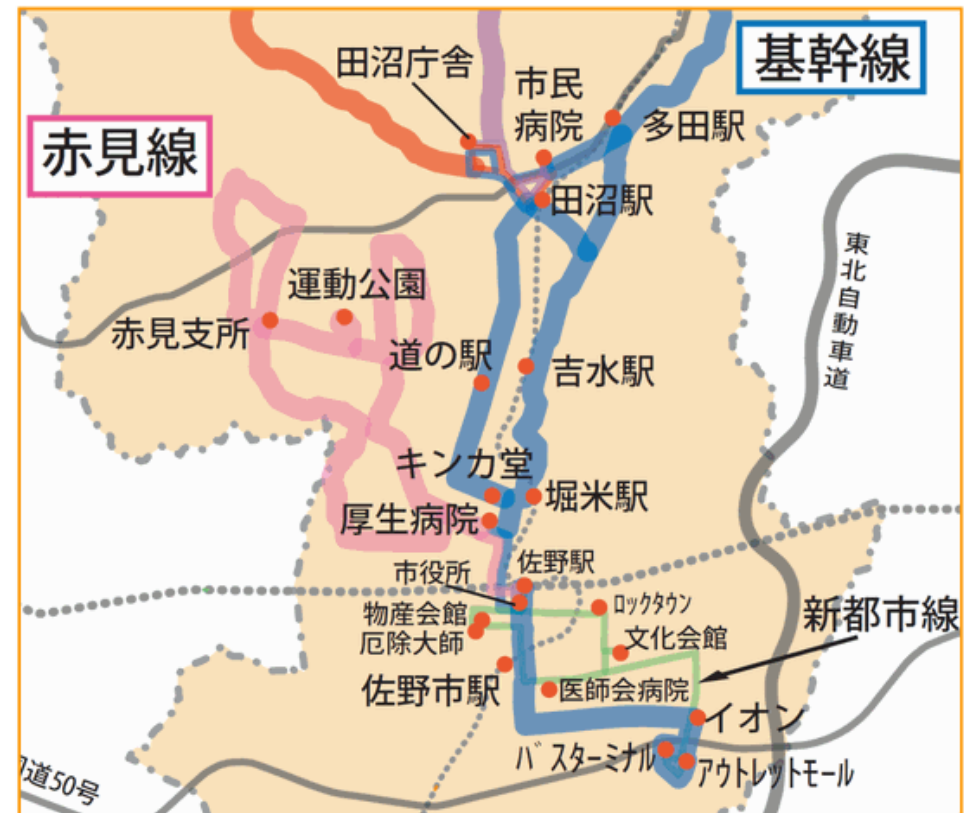 田沼庁舎
市民
病院
基幹線
多田駅
赤見線
田沼駅
東北自動車道
運動公園
赤見支所
道の駅
吉水駅
キンカ堂
堀米駅
厚生病院
佐野駅
市役所
ロックタウン
物産会館
新都市線
厄除大師
文化会館
佐野市駅
医師会病院
イオン
バスターミナル
アウトレットモール
道50号